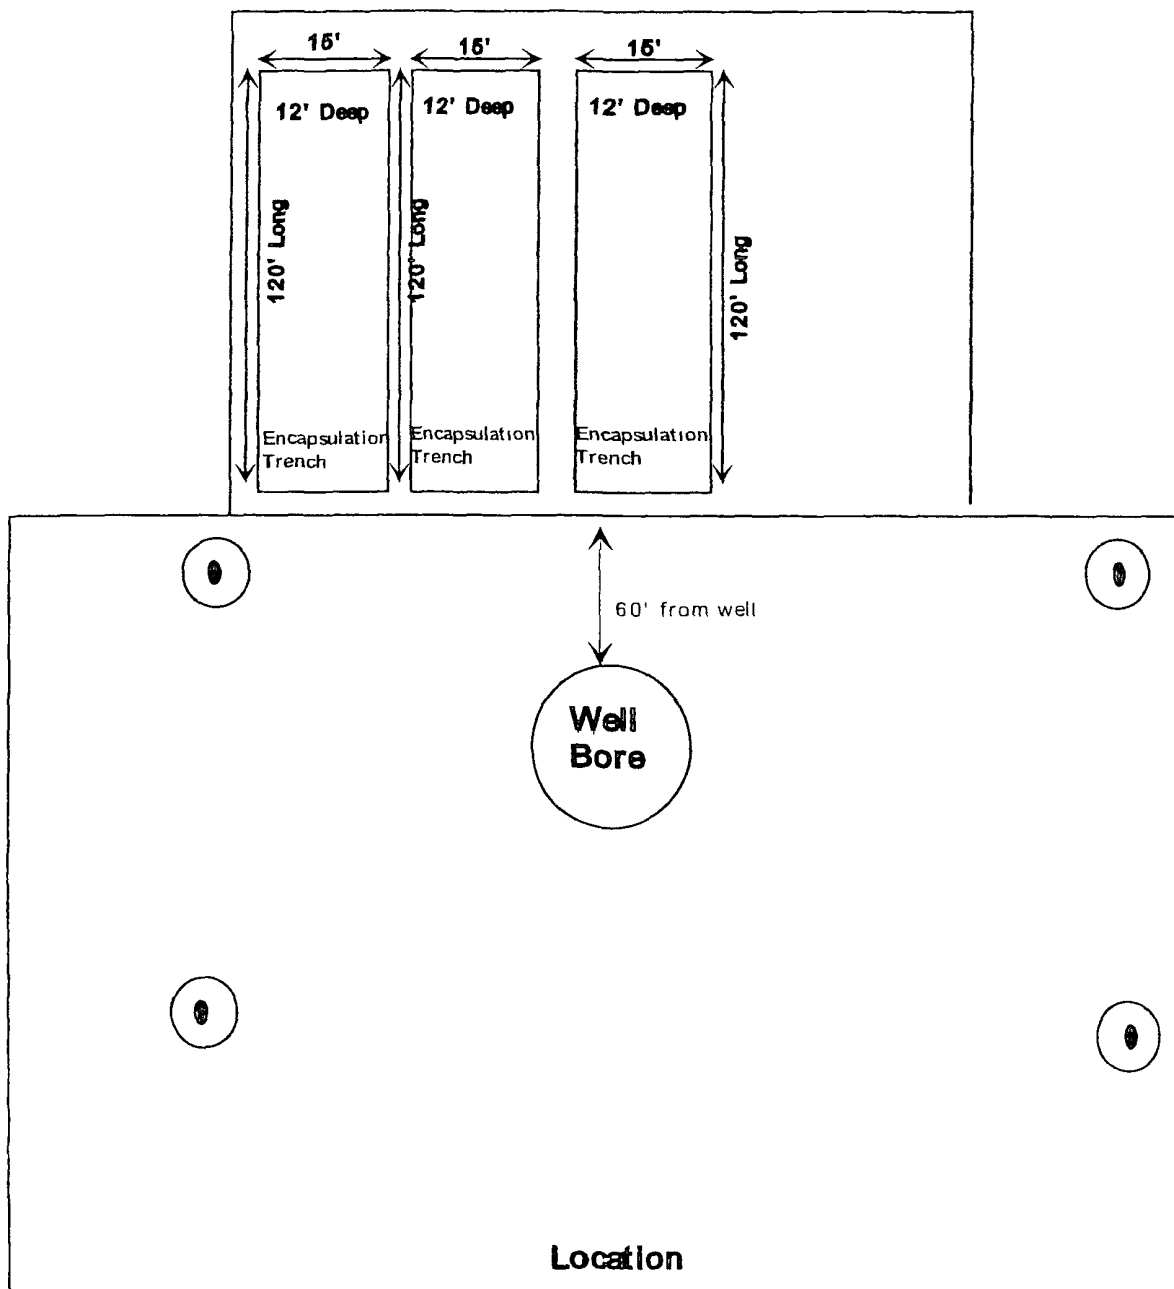 15' 15' 15'
12' Deep 12' Deep 12' Deep
120' Long 120' Long 120' Long
Encapsulation Encapsulation Encapsulation
Trench Trench Trench
60' from well
Well
Bore
Location